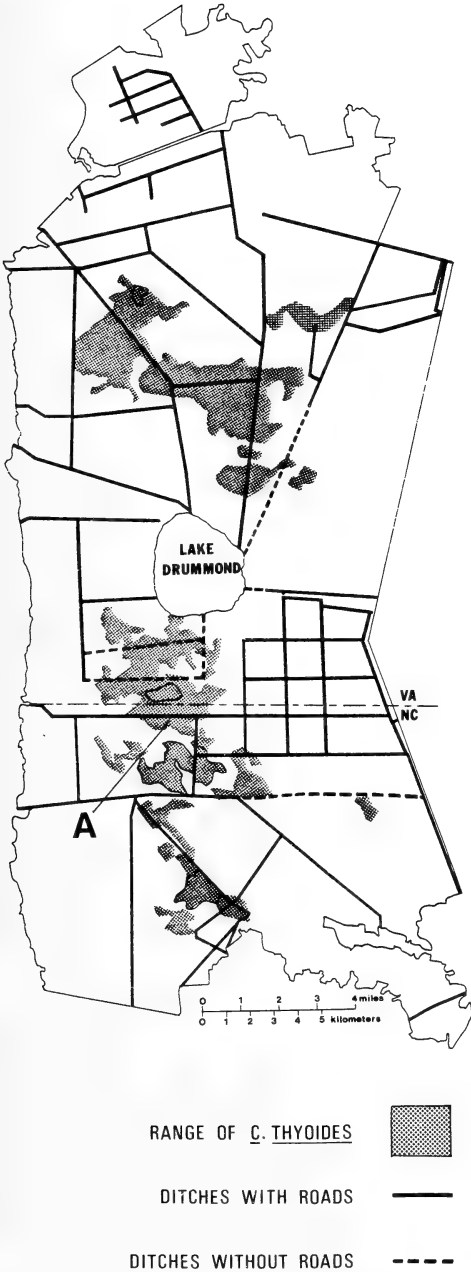 LAKE
DRUMMOND
VA
NC
A
0 1 2 3 4 miles
0 1 2 3 4 5 kilometers
RANGE OF C. THYOIDES
DITCHES WITH ROADS
DITCHES WITHOUT ROADS